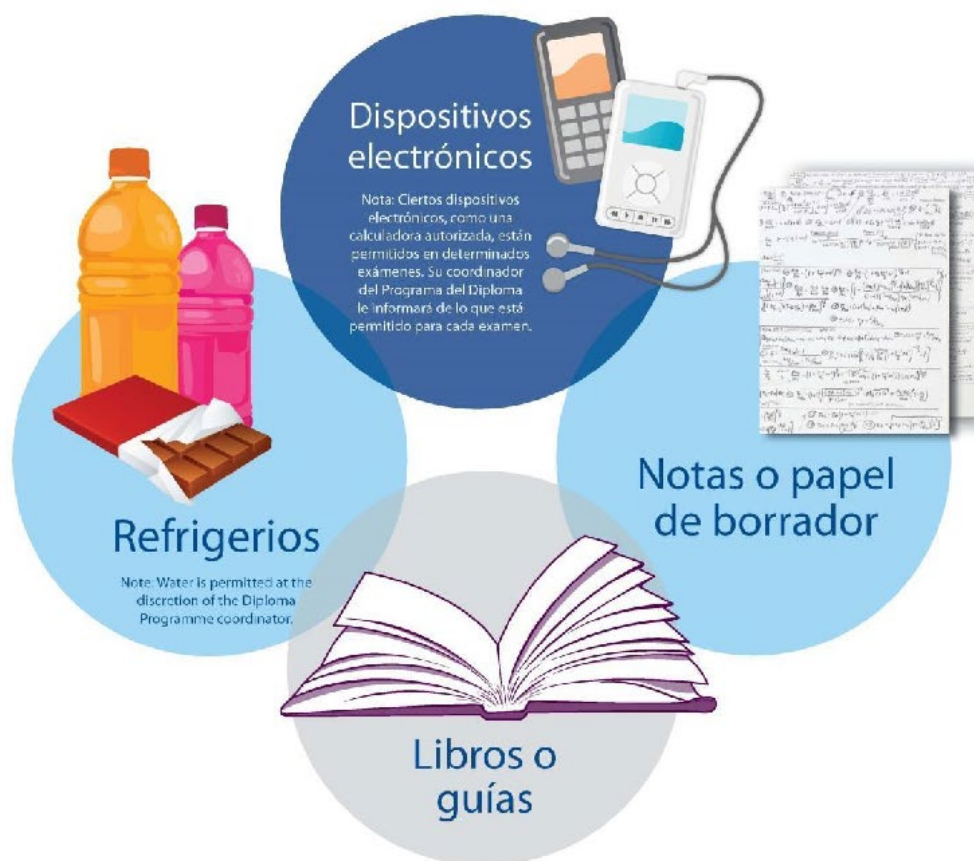 Dispositivos
electrónicos
Nota: Ciertos dispositivos
electrónicos, como una
calculadora autorizada, están
permitidos en determinados
exámenes. Su coordinador
del Programa del Diploma
le informará de lo que está
permitido para cada examen.
Refrigerios
Note: Water is permitted at the
discretion of the Diploma
Programme coordinator.
Notas o papel
de borrador
Libros o
guías